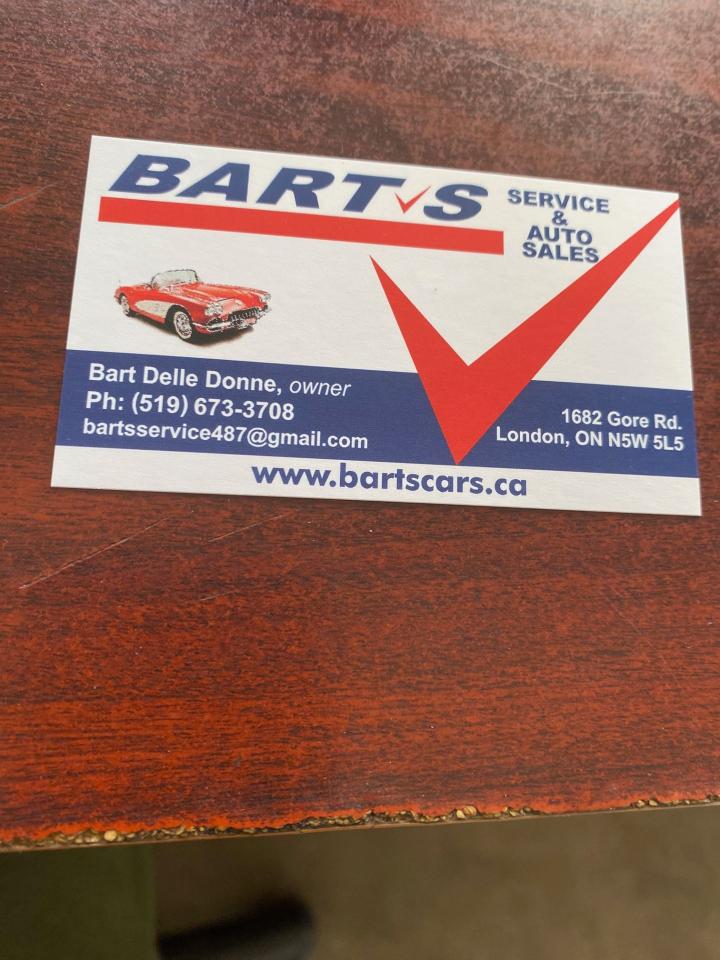 BART'S
SERVICE
&
AUTO
SALES
Bart Delle Donne, owner
Ph: (519) 673-3708
bartsservice487@gmail.com
1682 Gore Rd.
London, ON N5W 5L5
www.bartscars.ca